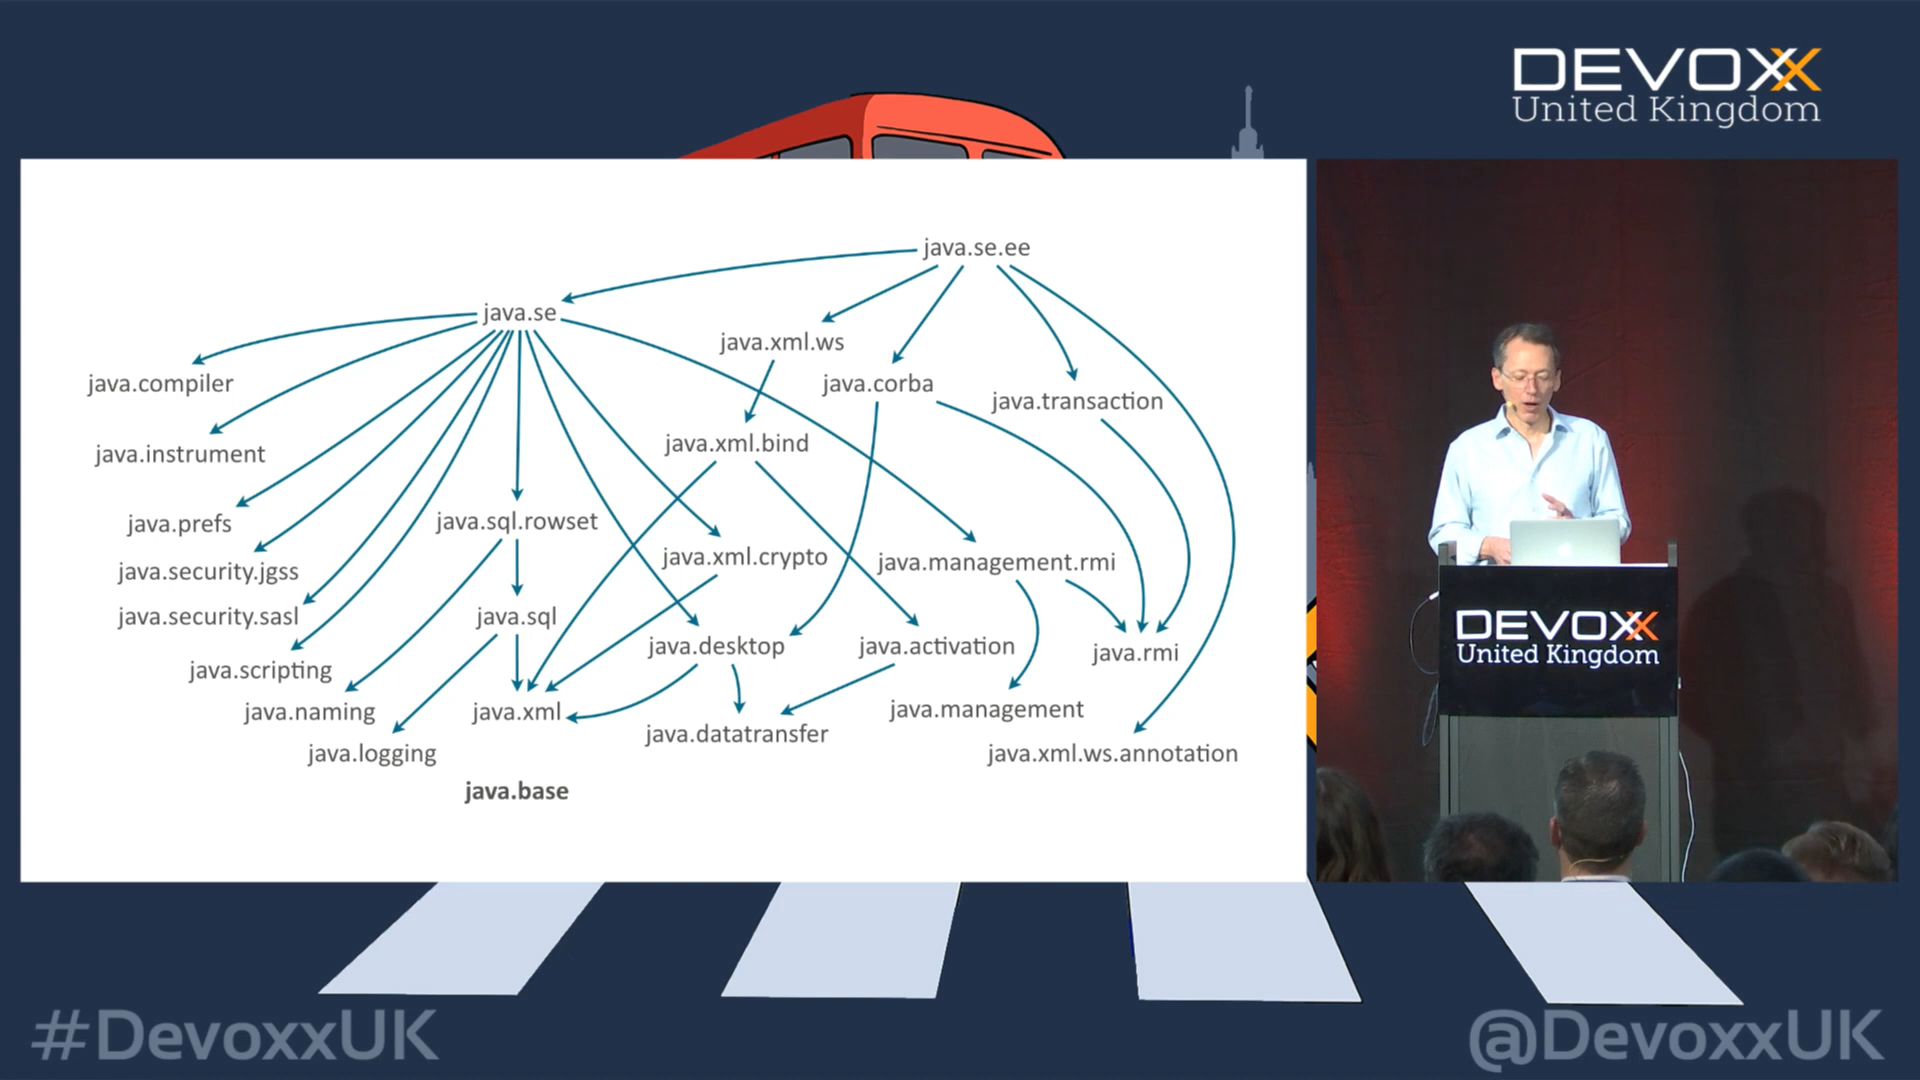 DEVOXX
United Kingdom
java.se.ee
java.se
java.xml.ws
java.compiler
java.corba
java.transaction
java.instrument
java.xml.bind
java.prefs
java.sql.rowset
java.xml.crypto
java.management.rmi
java.security.jgss
java.security.sasl
java.sql
java.desktop
java.activation
java.rmi
java.scripting
java.naming
java.xml
java.management
java.datatransfer
java.logging
java.xml.ws.annotation
java.base
DEVOXX
United Kingdom
#DevoxxUK
@DevoxxUK